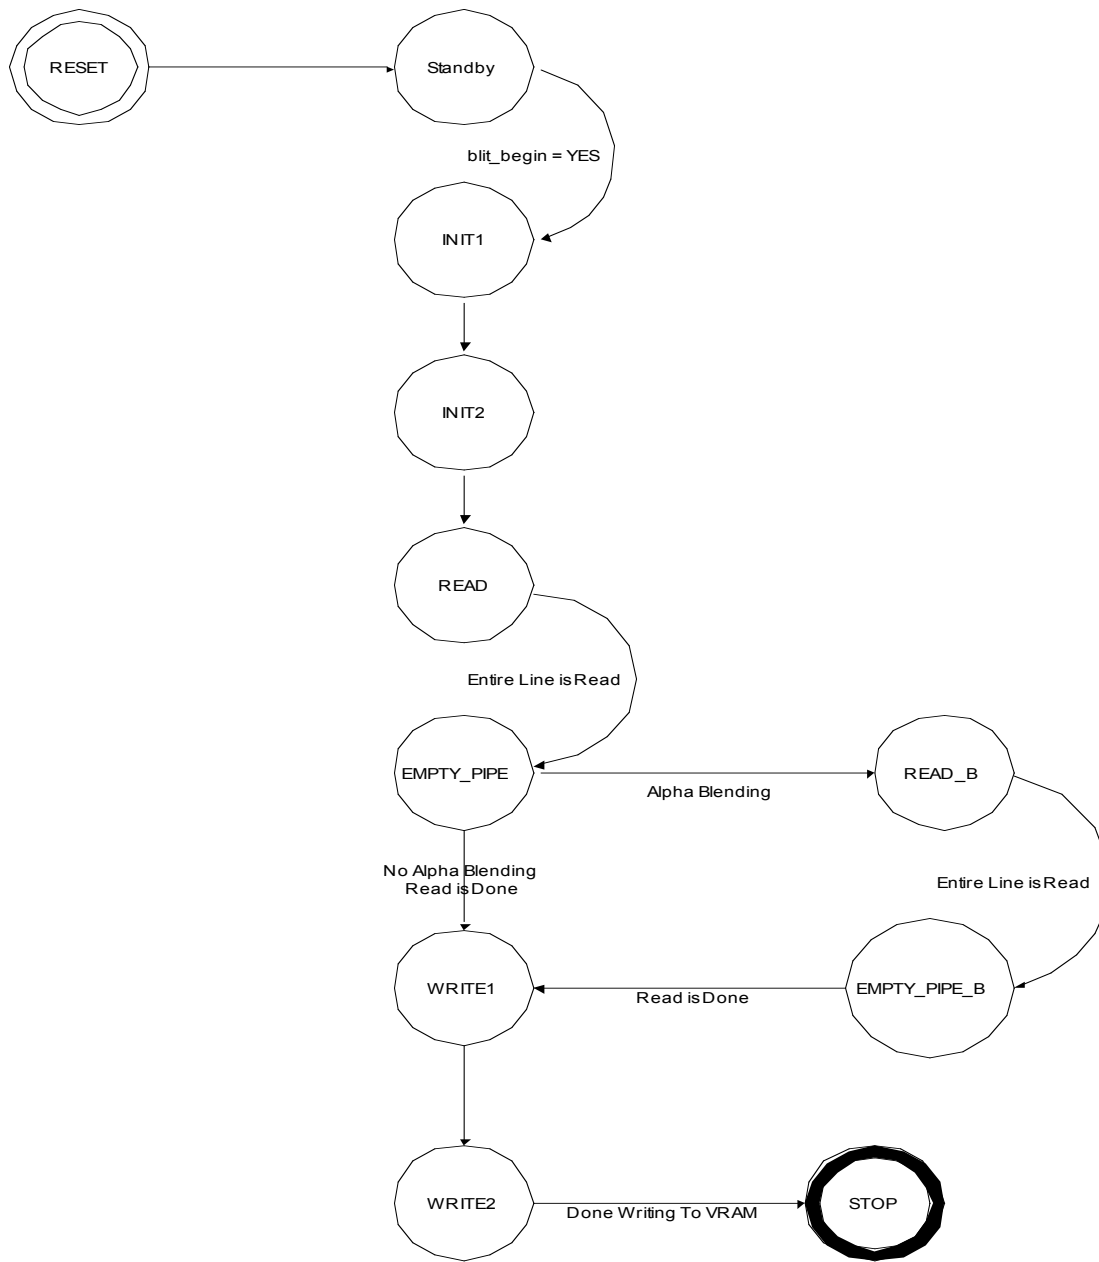 RESET
Standby
blit_begin = YES
INIT1
INIT2
READ
Entire Line is Read
EMPTY_PIPE
READ_B
Alpha Blending
No Alpha Blending
Read is Done
Entire Line is Read
WRITE1
EMPTY_PIPE_B
Read is Done
WRITE2
STOP
Done Writing To VRAM